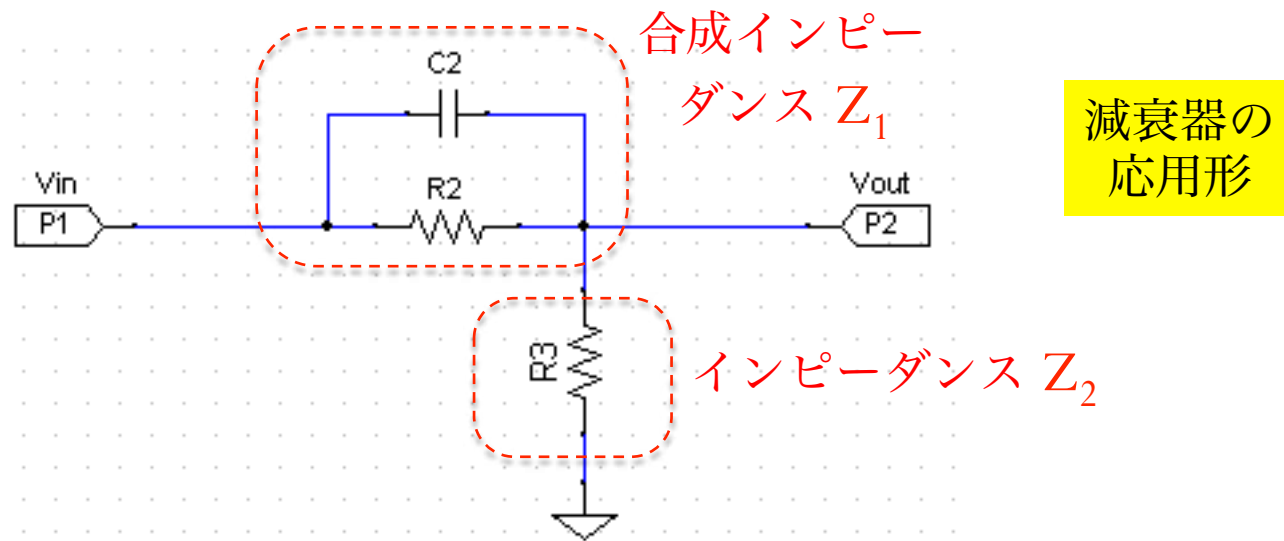 合成インピー
ダンス Z₁
C2
減衰器の
応用形
Vin
R2
Vout
P1
P2
R3
インピーダンス Z₂